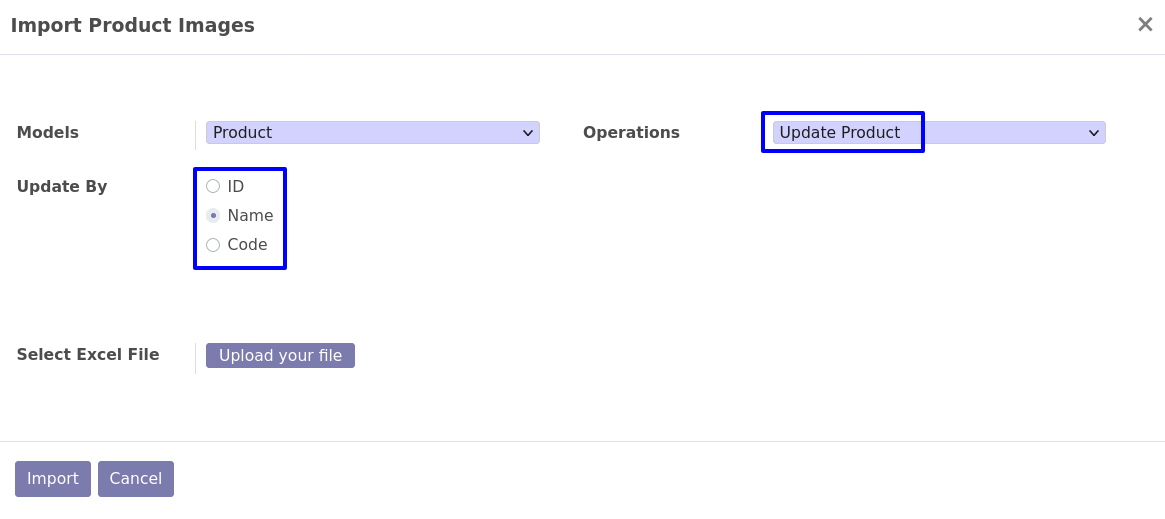 Import Product Images
Models Product Operations Update Product
Update By ID
Name
Code
Select Excel File Upload your file
Import Cancel